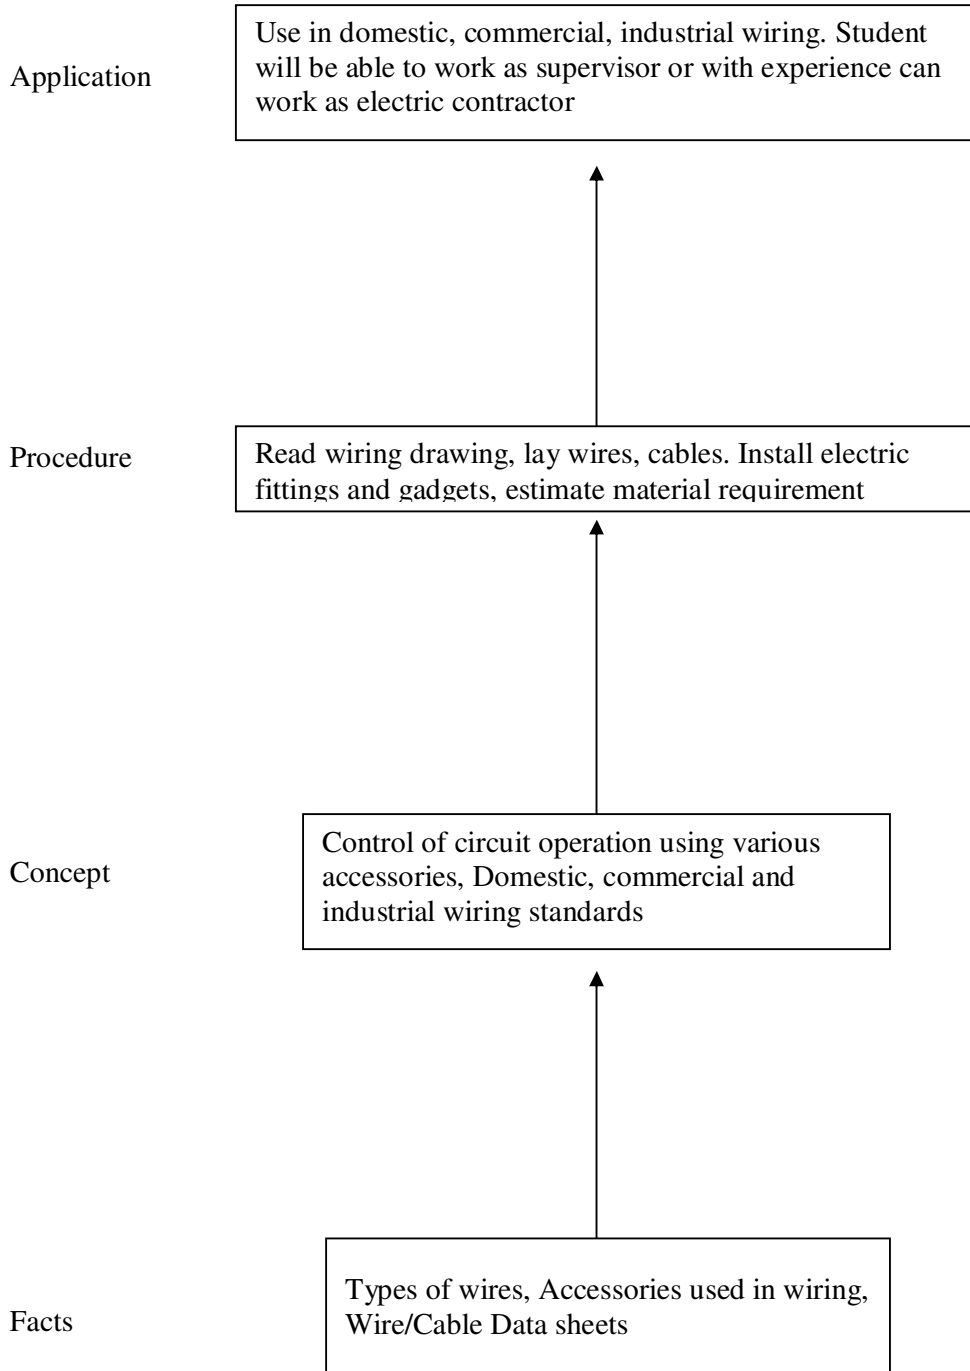 Application
Use in domestic, commercial, industrial wiring. Student
will be able to work as supervisor or with experience can
work as electric contractor
Procedure
Read wiring drawing, lay wires, cables. Install electric
fittings and gadgets, estimate material requirement
Concept
Control of circuit operation using various
accessories, Domestic, commercial and
industrial wiring standards
Facts
Types of wires, Accessories used in wiring,
Wire/Cable Data sheets